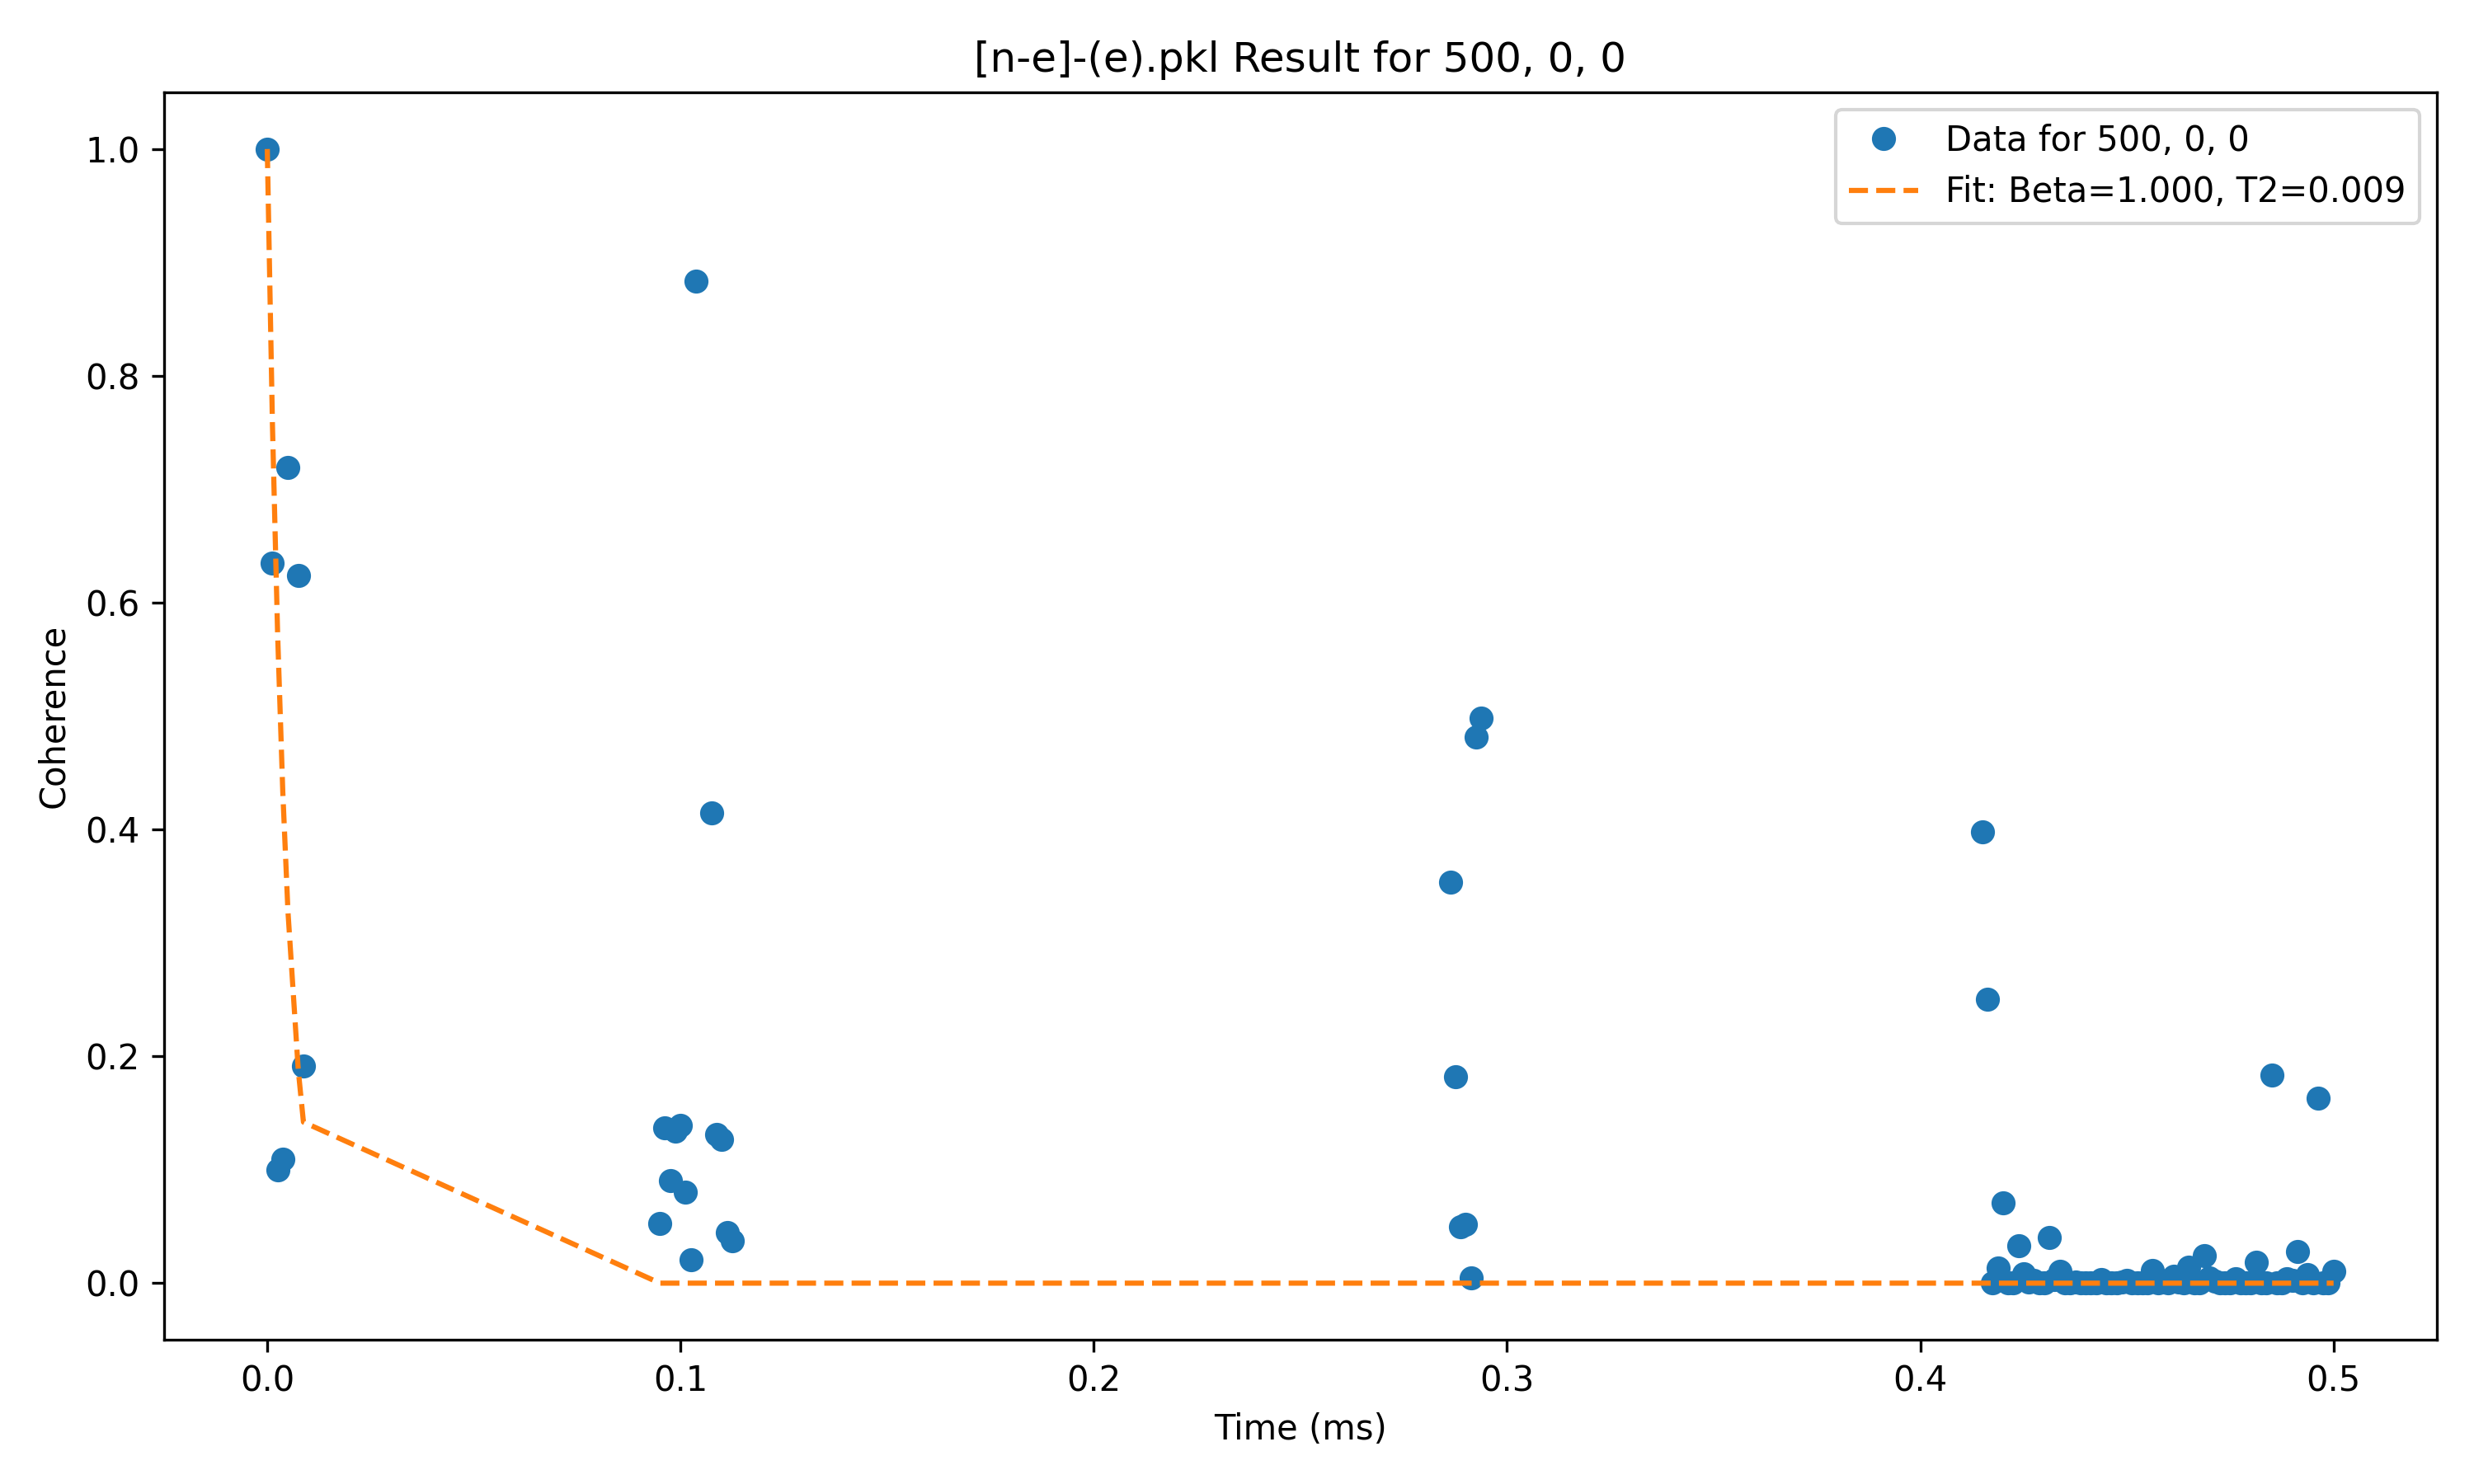 [n-e]-(e).pkl Result for 500, 0, 0
Data for 500, 0, 0
Fit: Beta=1.000, T2=0.009
Coherence
1.0
0.8
0.6
0.4
0.2
0.0
0.0 0.1 0.2 0.3 0.4 0.5
Time (ms)